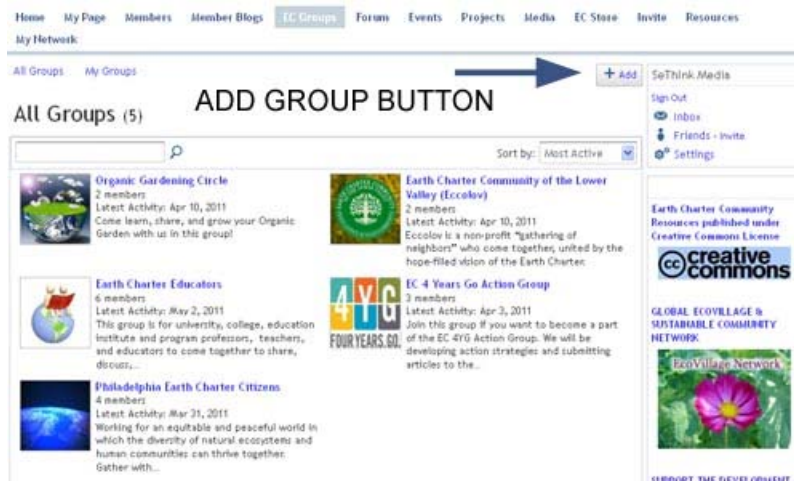 Home My Page Members Member Blogs EC Groups Forum Events Projects Media EC Store Invite Resources
My Network
All Groups My Groups
+ Add
ADD GROUP BUTTON
All Groups (5)
Sort by: Most Active
Organic Gardening Circle
2 members
Latest Activity: Apr 10, 2011
Come learn, share, and grow your Organic
Garden with us in this group!
Earth Charter Community of the Lower
Valley (Eccolov)
2 members
Latest Activity: Apr 10, 2011
Eccolov is a non-profit "gathering of
neighbors" who come together, united by the
hope-filled vision of the Earth Charter.
Earth Charter Educators
6 members
Latest Activity: May 2, 2011
This group is for university, college, education
institute and program professors, teachers,
and educators to come together to share,
discuss,...
4YG
FOUR YEARS. GO.
EC 4 Years Go Action Group
3 members
Latest Activity: Apr 3, 2011
Join this group if you want to become a part
of the EC 4YG Action Group. We will be
developing action strategies and submitting
articles to the...
Philadelphia Earth Charter Citizens
4 members
Latest Activity: Mar 31, 2011
Working for an equitable and peaceful world in
which the diversity of natural ecosystems and
human communities can thrive together.
Gather with...
SeThink Media
Sign Out
Inbox
Friends - Invite
Settings
Earth Charter Community
Resources published under
Creative Commons License
cc creative
commons
GLOBAL ECOVILLAGE &
SUSTAINABLE COMMUNITY
NETWORK
EcoVillage Network
SUPPORT THE DEVELOPMENT